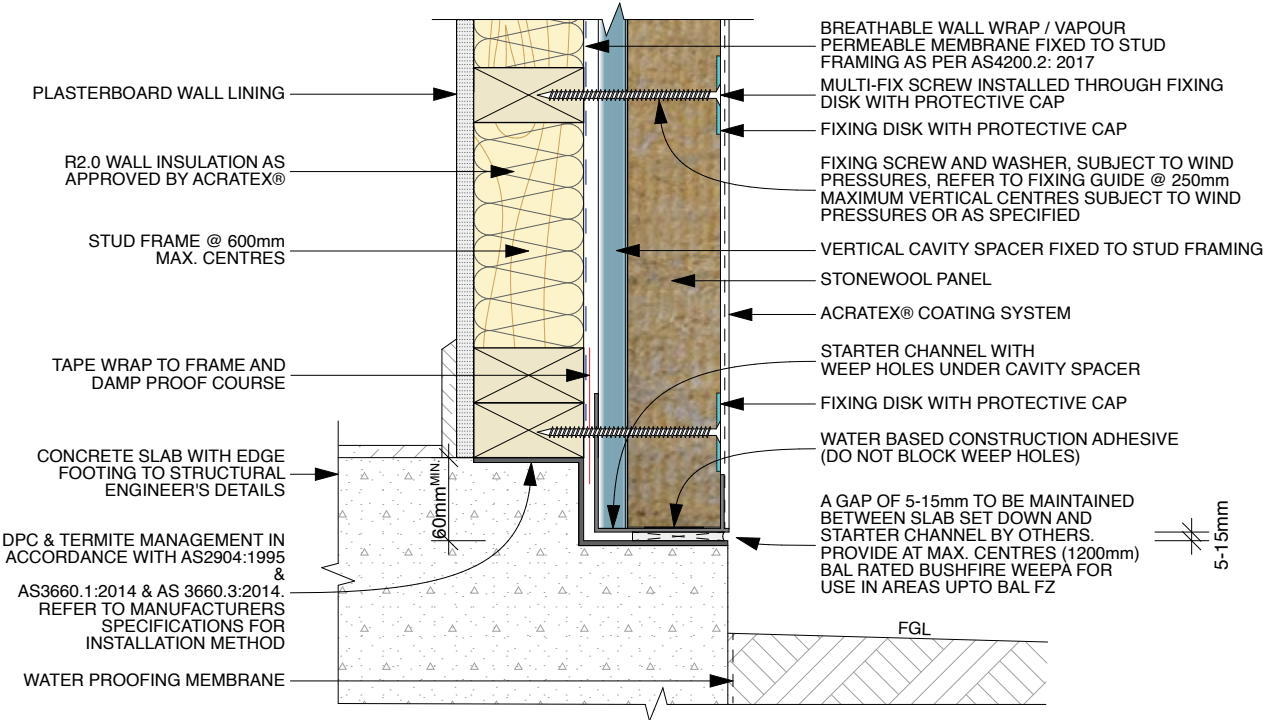 PLASTERBOARD WALL LINING
R2.0 WALL INSULATION AS
APPROVED BY ACRATEX®
STUD FRAME @ 600mm
MAX. CENTRES
TAPE WRAP TO FRAME AND
DAMP PROOF COURSE
CONCRETE SLAB WITH EDGE
FOOTING TO STRUCTURAL
ENGINEER'S DETAILS
DPC & TERMITE MANAGEMENT IN
ACCORDANCE WITH AS2904:1995
&
AS3660.1:2014 & AS 3660.3:2014.
REFER TO MANUFACTURERS
SPECIFICATIONS FOR
INSTALLATION METHOD
WATER PROOFING MEMBRANE
60mm MIN.
BREATHABLE WALL WRAP / VAPOUR
PERMEABLE MEMBRANE FIXED TO STUD
FRAMING AS PER AS4200.2: 2017
MULTI-FIX SCREW INSTALLED THROUGH FIXING
DISK WITH PROTECTIVE CAP
FIXING DISK WITH PROTECTIVE CAP
FIXING SCREW AND WASHER, SUBJECT TO WIND
PRESSURES, REFER TO FIXING GUIDE @ 250mm
MAXIMUM VERTICAL CENTRES SUBJECT TO WIND
PRESSURES OR AS SPECIFIED
VERTICAL CAVITY SPACER FIXED TO STUD FRAMING
STONEWOOL PANEL
ACRATEX® COATING SYSTEM
STARTER CHANNEL WITH
WEEP HOLES UNDER CAVITY SPACER
FIXING DISK WITH PROTECTIVE CAP
WATER BASED CONSTRUCTION ADHESIVE
(DO NOT BLOCK WEEP HOLES)
A GAP OF 5-15mm TO BE MAINTAINED
BETWEEN SLAB SET DOWN AND
STARTER CHANNEL BY OTHERS.
PROVIDE AT MAX. CENTRES (1200mm)
BAL RATED BUSHFIRE WEEPA FOR
USE IN AREAS UPTO BAL FZ
5-15mm
FGL